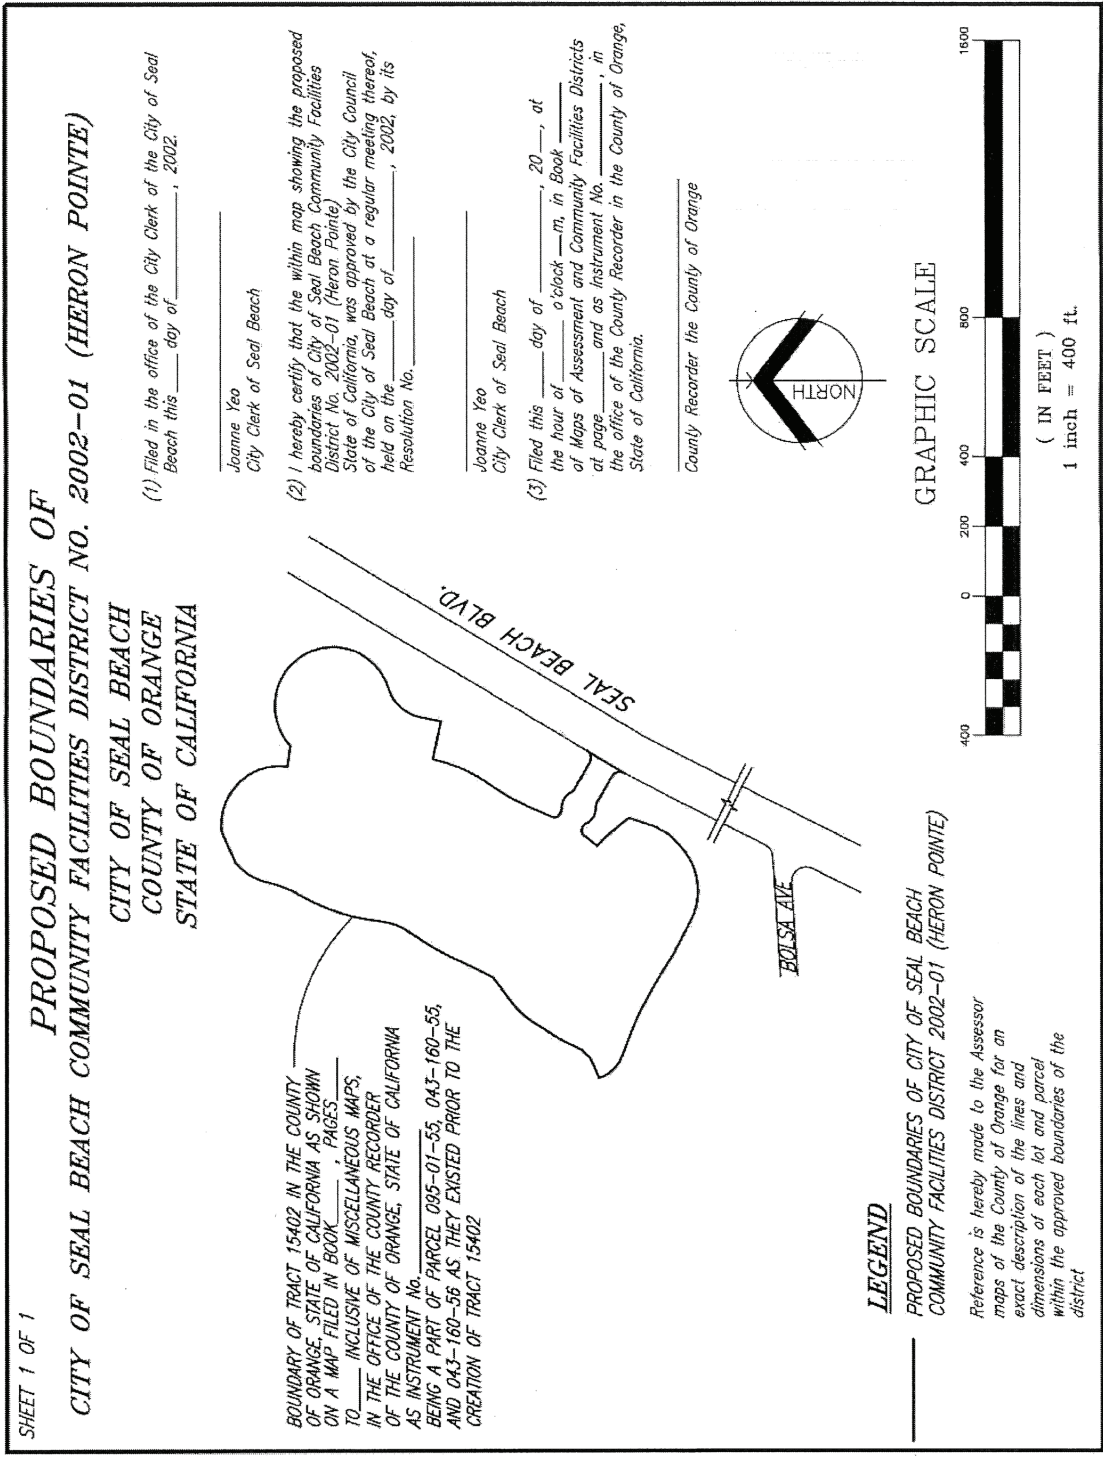 SHEET 1 OF 1
PROPOSED BOUNDARIES OF
CITY OF SEAL BEACH COMMUNITY FACILITIES DISTRICT NO. 2002-01 (HERON POINTE)
CITY OF SEAL BEACH
COUNTY OF ORANGE
STATE OF CALIFORNIA
BOUNDARY OF TRACT 15402 IN THE COUNTY
OF ORANGE, STATE OF CALIFORNIA AS SHOWN
ON A MAP FILED IN BOOK____, PAGES____
TO____ INCLUSIVE OF MISCELLANEOUS MAPS,
IN THE OFFICE OF THE COUNTY RECORDER
OF THE COUNTY OF ORANGE, STATE OF CALIFORNIA
AS INSTRUMENT No.____________
BEING A PART OF PARCEL 095-01-55, 043-160-55,
AND 043-160-56 AS THEY EXISTED PRIOR TO THE
CREATION OF TRACT 15402
SEAL BEACH BLVD.
BOLSA AVE
(1) Filed in the office of the City Clerk of the City of Seal
Beach this____ day of__________, 2002.
Joanne Yeo
City Clerk of Seal Beach
(2) I hereby certify that the within map showing the proposed
boundaries of City of Seal Beach Community Facilities
District No. 2002-01 (Heron Pointe)
State of California, was approved by the City Council
of the City of Seal Beach at a regular meeting thereof,
held on the____ day of__________, 2002, by its
Resolution No.____________
Joanne Yeo
City Clerk of Seal Beach
(3) Filed this ____ day of __________, 20 __, at
the hour of ____ o'clock __m, in Book ____
of Maps of Assessment and Community Facilities Districts
at page____ and as Instrument No. __________, in
the office of the County Recorder in the County of Orange,
State of California.
County Recorder the County of Orange
NORTH
LEGEND
PROPOSED BOUNDARIES OF CITY OF SEAL BEACH
COMMUNITY FACILITIES DISTRICT 2002-01 (HERON POINTE)
Reference is hereby made to the Assessor
maps of the County of Orange for an
exact description of the lines and
dimensions of each lot and parcel
within the approved boundaries of the
district
GRAPHIC SCALE
400 0 200 400 800 1600
( IN FEET )
1 inch = 400 ft.